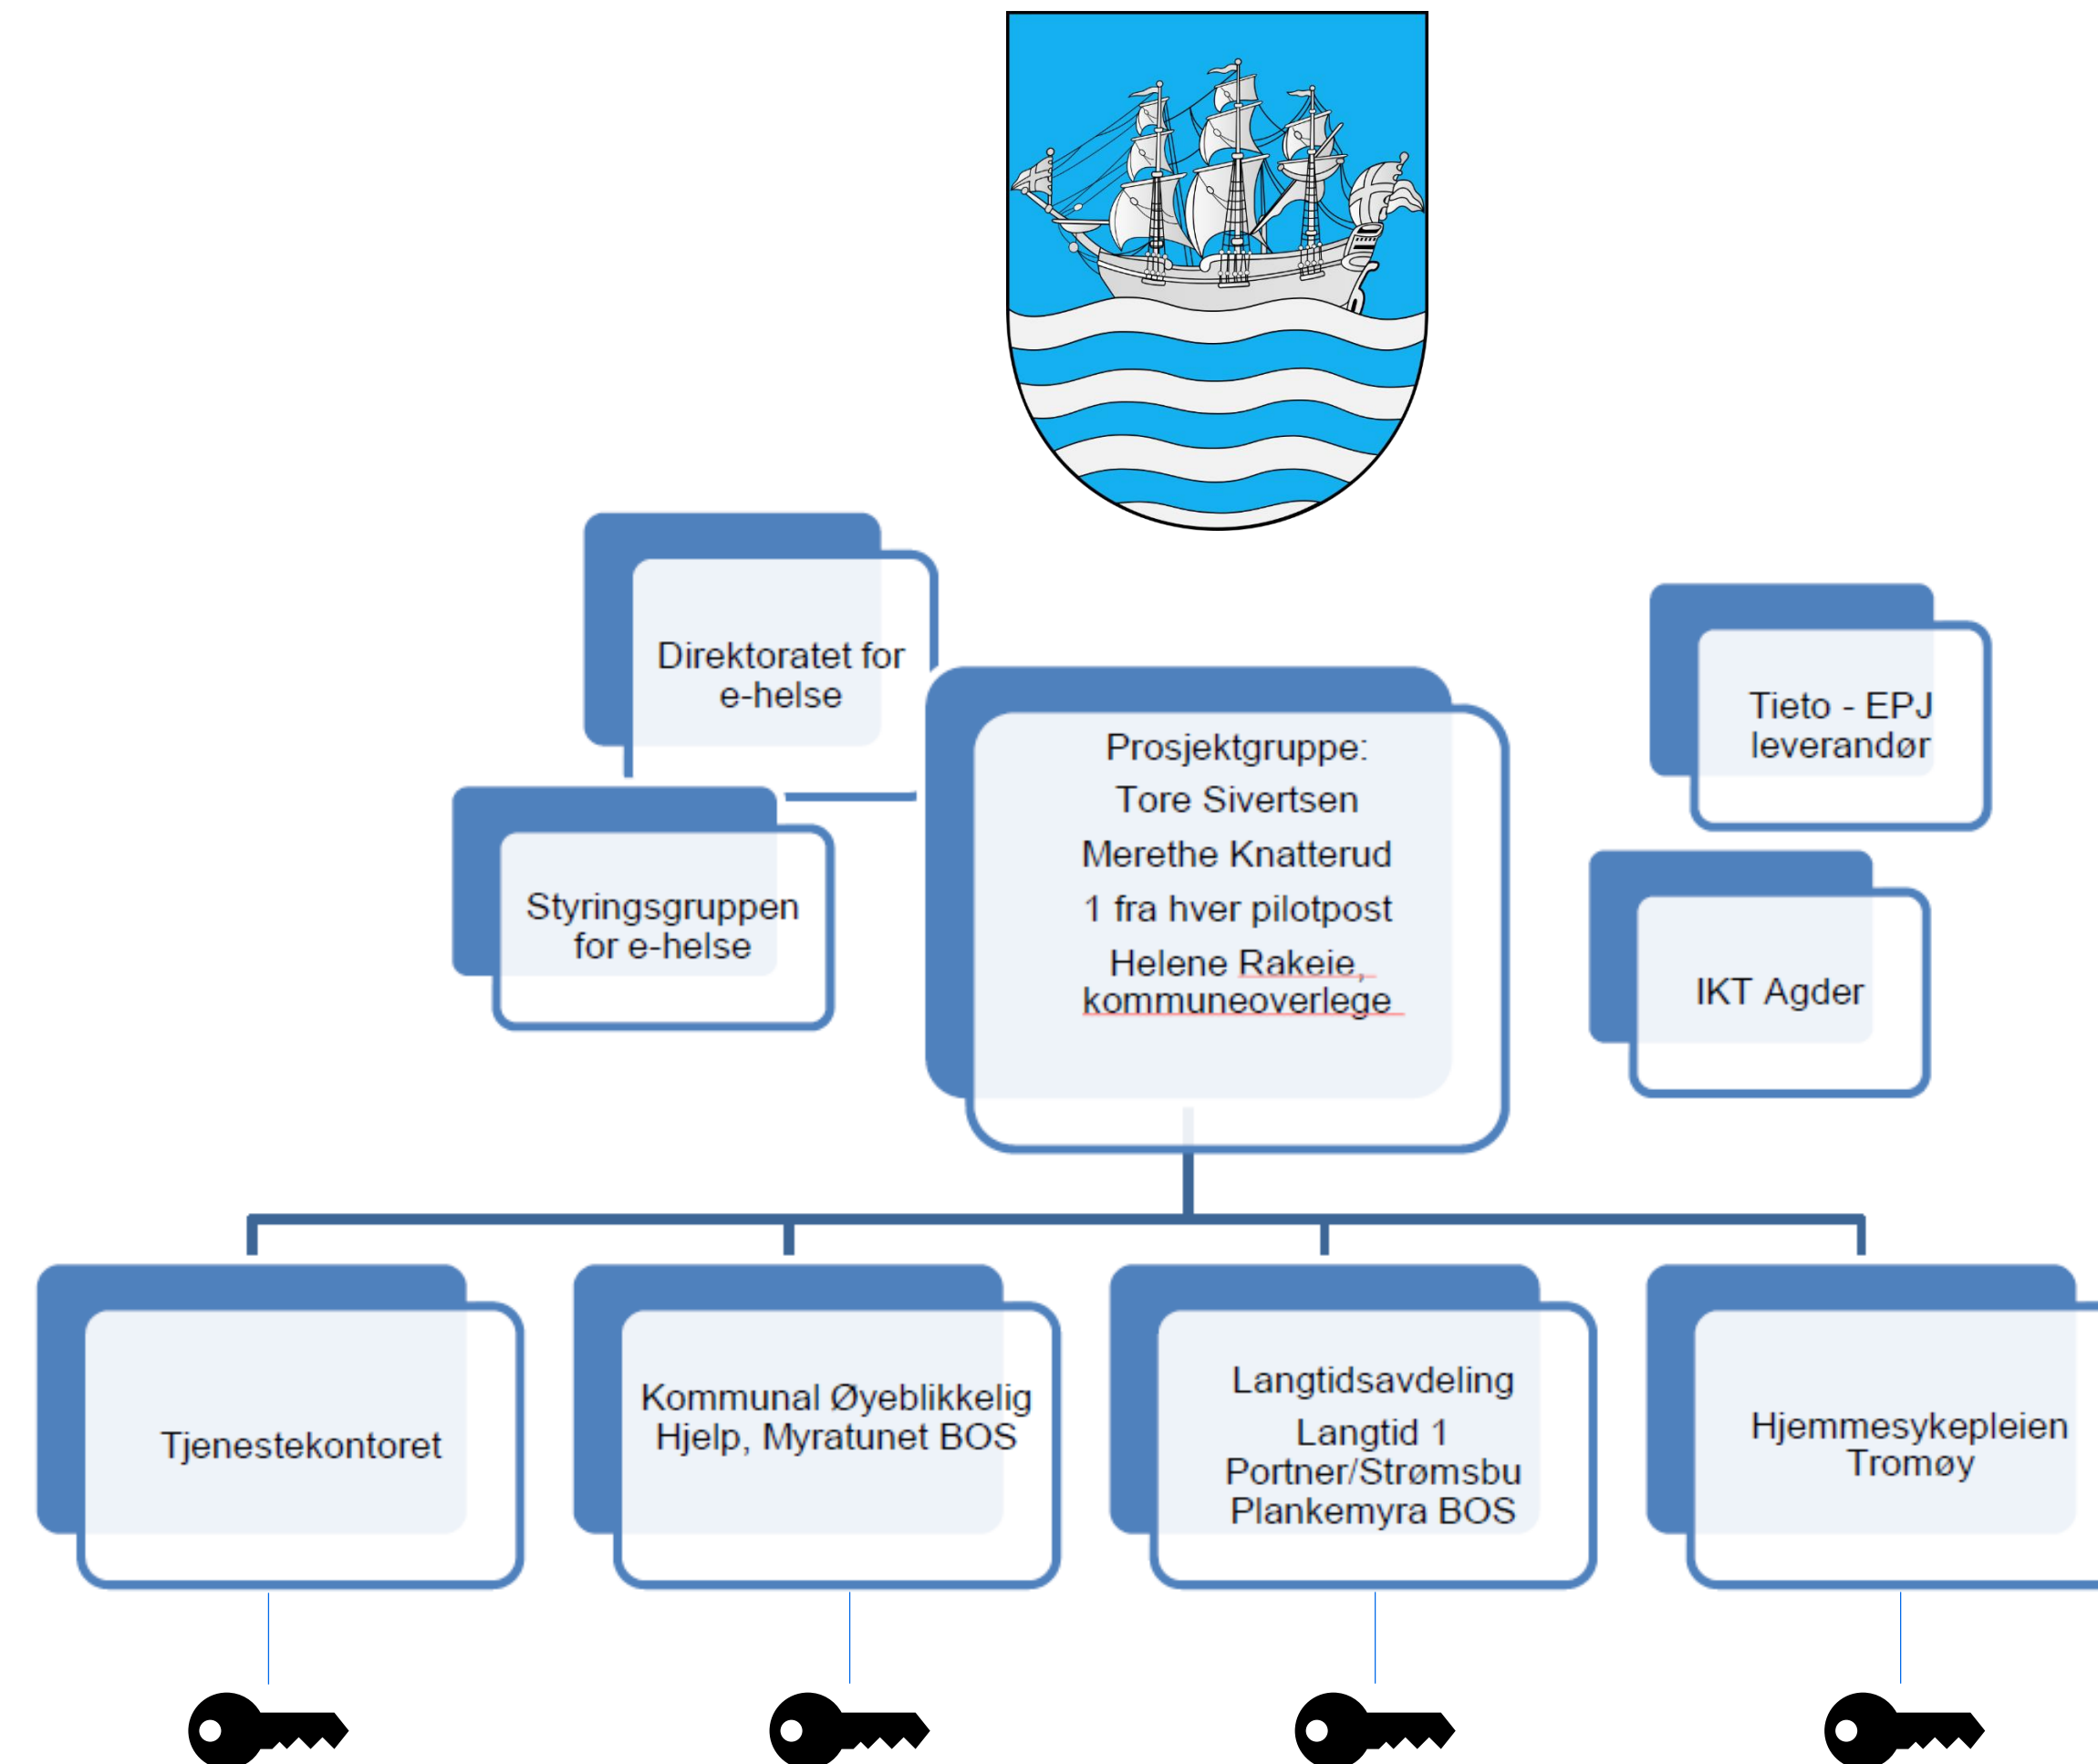 Direktoratet for
e-helse
Styringsgruppen
for e-helse
Prosjektgruppe:
Tore Sivertsen
Merethe Knatterud
1 fra hver pilotpost
Helene Rakeie,
kommuneoverlege
Tieto - EPJ
leverandør
IKT Agder
Tjenestekontoret
Kommunal Øyeblikkelig
Hjelp, Myratunet BOS
Langtidsavdeling
Langtid 1
Portner/Strømsbu
Plankemyra BOS
Hjemmesykepleien
Tromøy